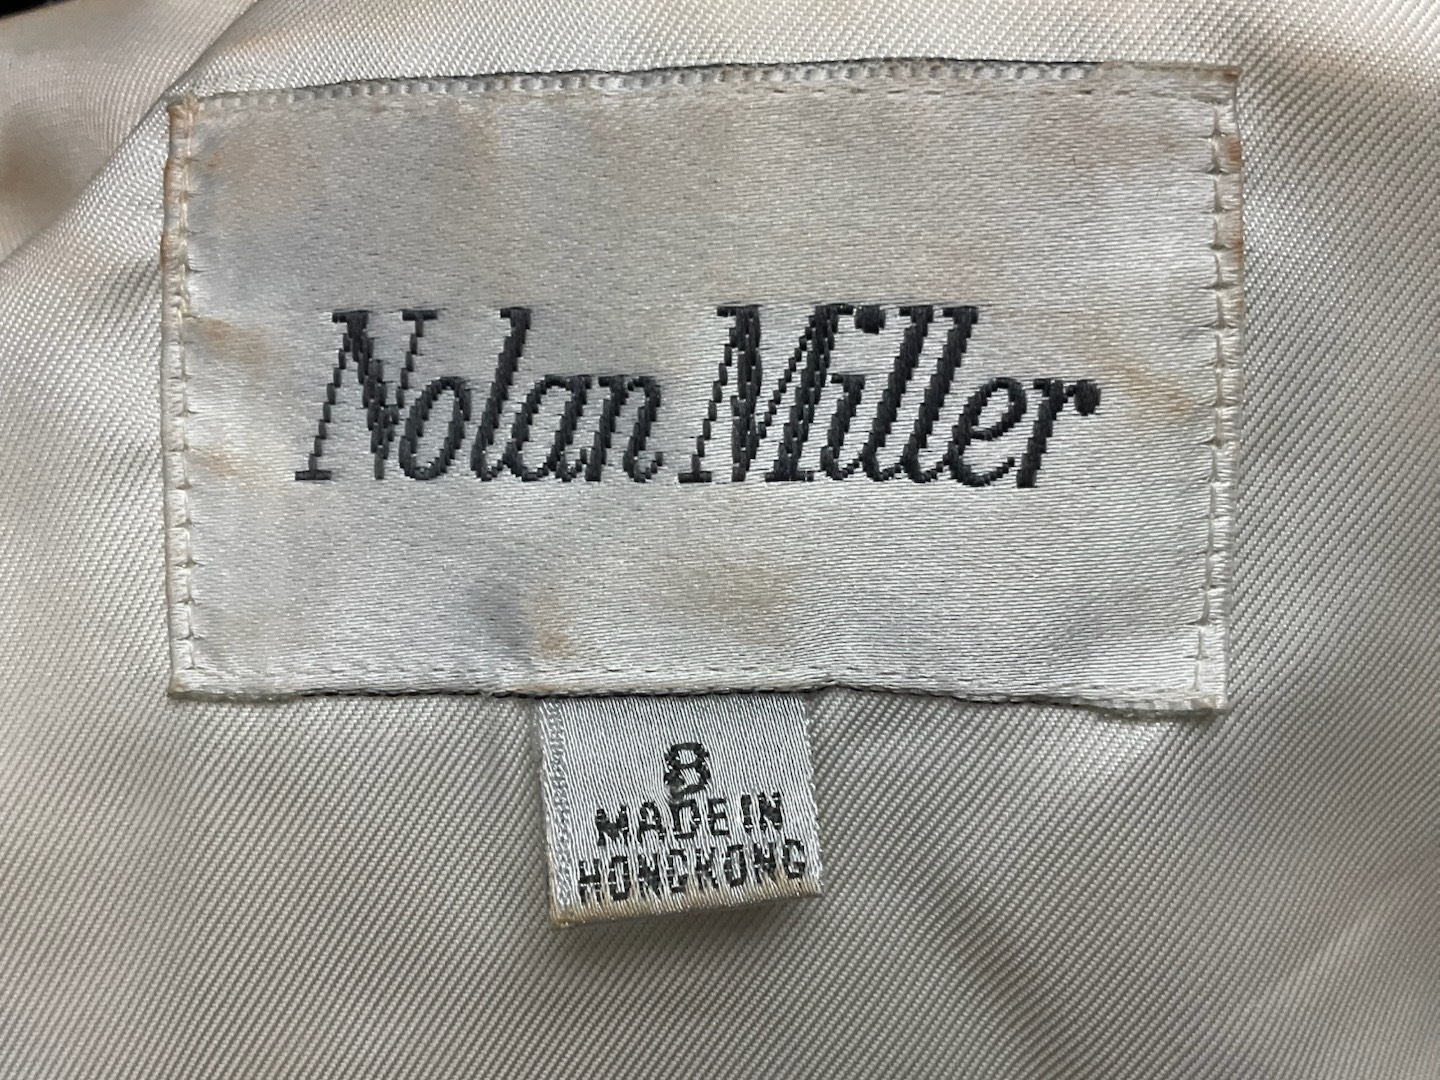 Nolan Miller
8
MADE IN
HONGKONG